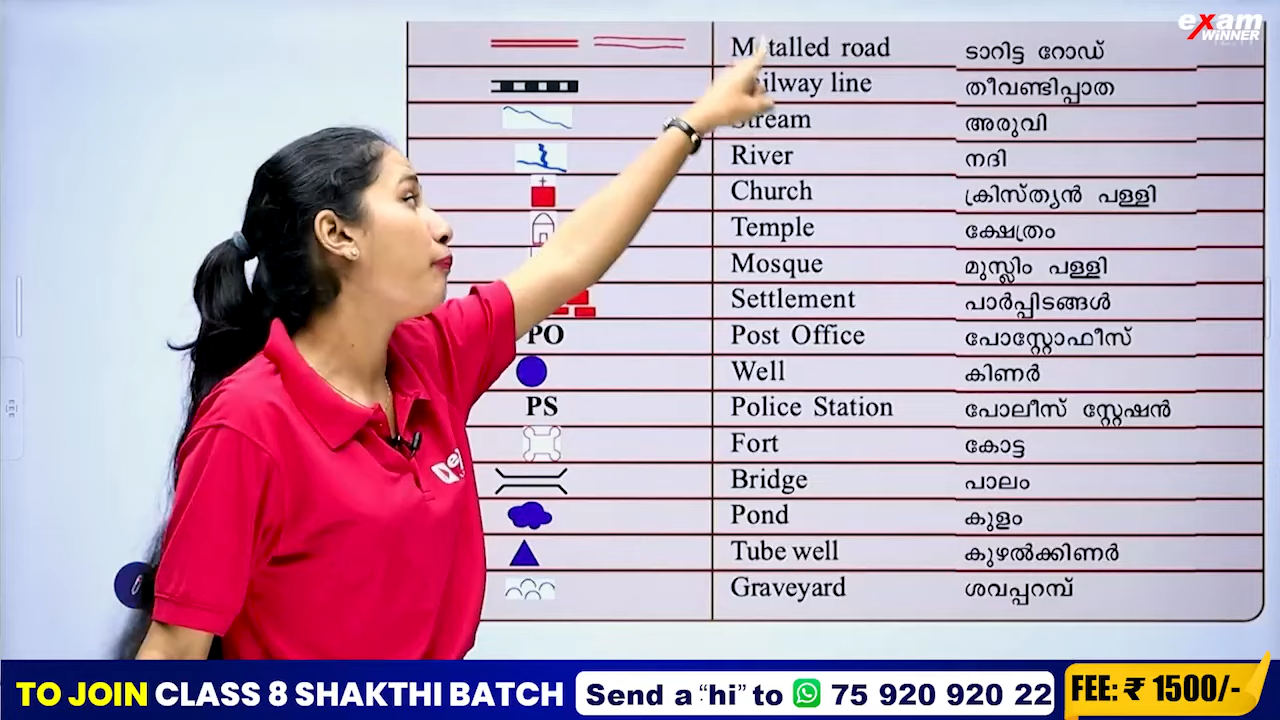 exam
WiNNER
Metalled road ടാറിട്ട റോഡ്
Railway line തീവണ്ടിപ്പാത
Stream അരുവി
River നദി
Church ക്രിസ്ത്യൻ പള്ളി
Temple ക്ഷേത്രം
Mosque മുസ്ലിം പള്ളി
Settlement പാർപ്പിടങ്ങൾ
PO Post Office പോസ്റ്റോഫീസ്
Well കിണർ
PS Police Station പോലീസ് സ്റ്റേഷൻ
Fort കോട്ട
Bridge പാലം
Pond കുളം
Tube well കുഴൽക്കിണർ
Graveyard ശവപ്പറമ്പ്
TO JOIN CLASS 8 SHAKTHI BATCH Send a “hi” to 75 920 920 22 FEE: ₹ 1500/-